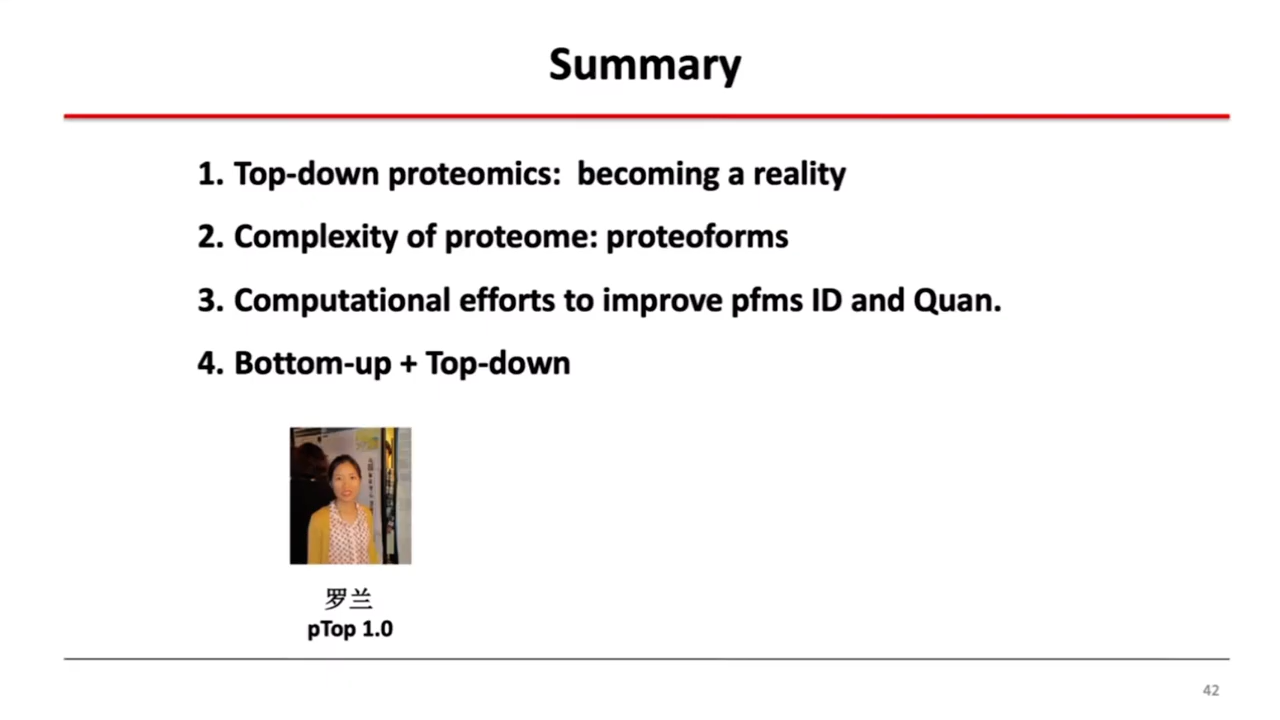 Summary
1. Top-down proteomics: becoming a reality
2. Complexity of proteome: proteoforms
3. Computational efforts to improve pfms ID and Quan.
4. Bottom-up + Top-down
罗兰
pTop 1.0
42